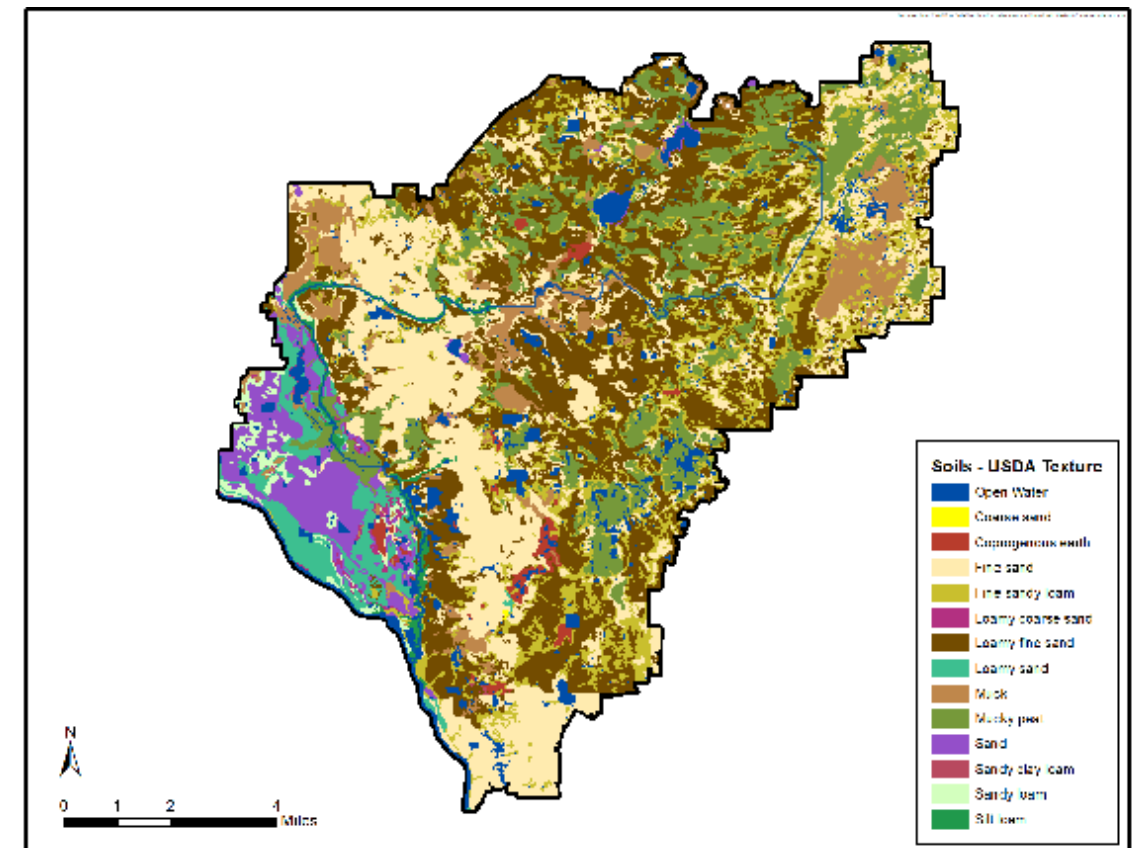 Soils - USDA Texture
Open Water
Coarse sand
Coprogenous earth
Fine sand
Fine sandy loam
Loamy coarse sand
Loamy fine sand
Loamy sand
Muck
Mucky peat
Sand
Sandy clay loam
Sandy loam
Silt loam
N
0 1 2 4
Miles